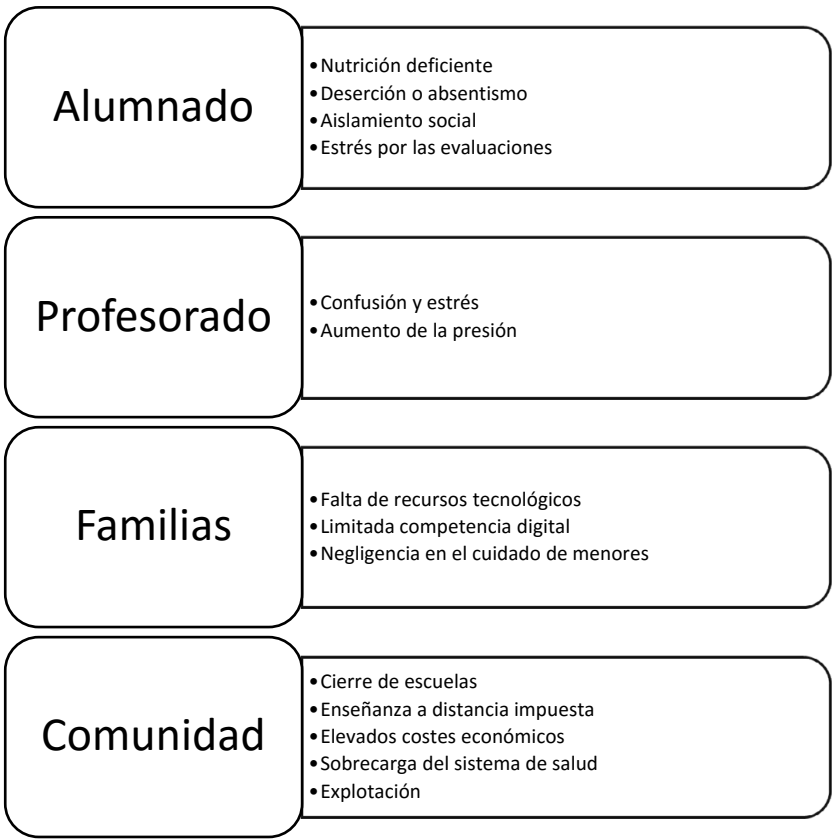 Alumnado
•Nutrición deficiente
•Deserción o absentismo
•Aislamiento social
•Estrés por las evaluaciones
Profesorado
•Confusión y estrés
•Aumento de la presión
Familias
•Falta de recursos tecnológicos
•Limitada competencia digital
•Negligencia en el cuidado de menores
Comunidad
•Cierre de escuelas
•Enseñanza a distancia impuesta
•Elevados costes económicos
•Sobrecarga del sistema de salud
•Explotación